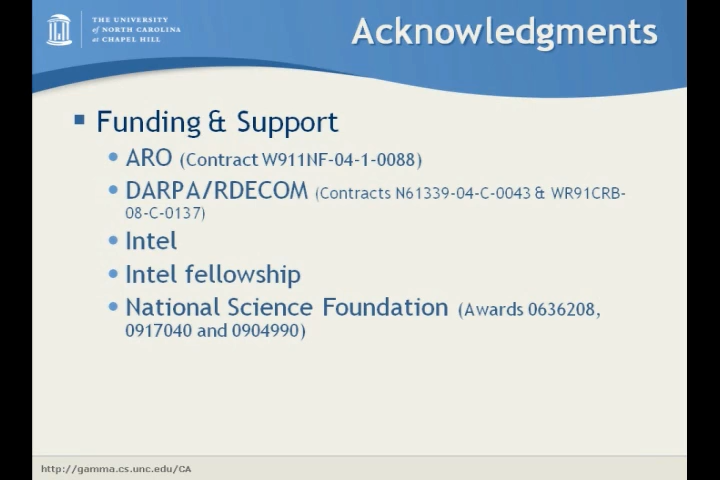 THE UNIVERSITY
of NORTH CAROLINA
at CHAPEL HILL
Acknowledgments
Funding & Support
ARO (Contract W911NF-04-1-0088)
DARPA/RDECOM (Contracts N61339-04-C-0043 & WR91CRB-
08-C-0137)
Intel
Intel fellowship
National Science Foundation (Awards 0636208,
0917040 and 0904990)
http://gamma.cs.unc.edu/CA